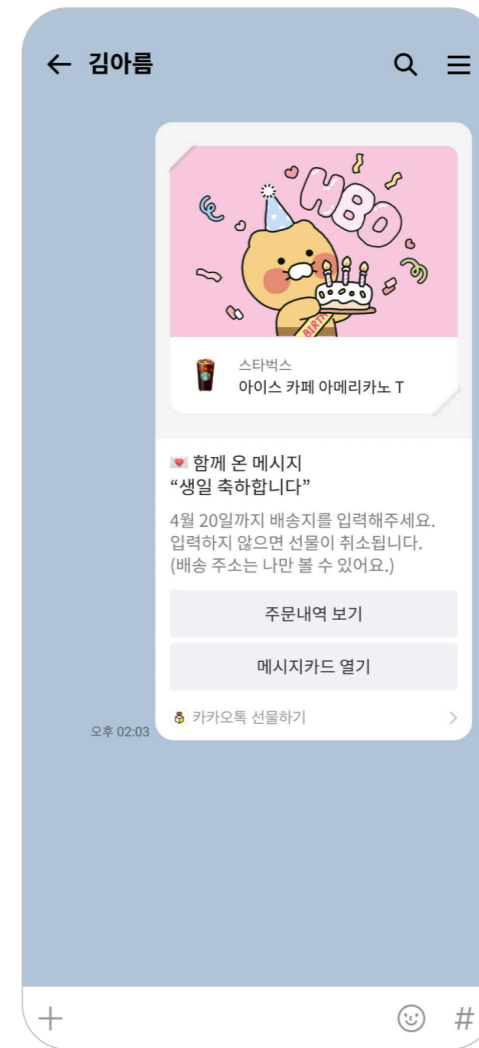 김아름
HBD
BIRTH
스타벅스
아이스 카페 아메리카노 T
함께 온 메시지
“생일 축하합니다”
4월 20일까지 배송지를 입력해주세요.
입력하지 않으면 선물이 취소됩니다.
(배송 주소는 나만 볼 수 있어요.)
주문내역 보기
메시지카드 열기
카카오톡 선물하기
오후 02:03
#